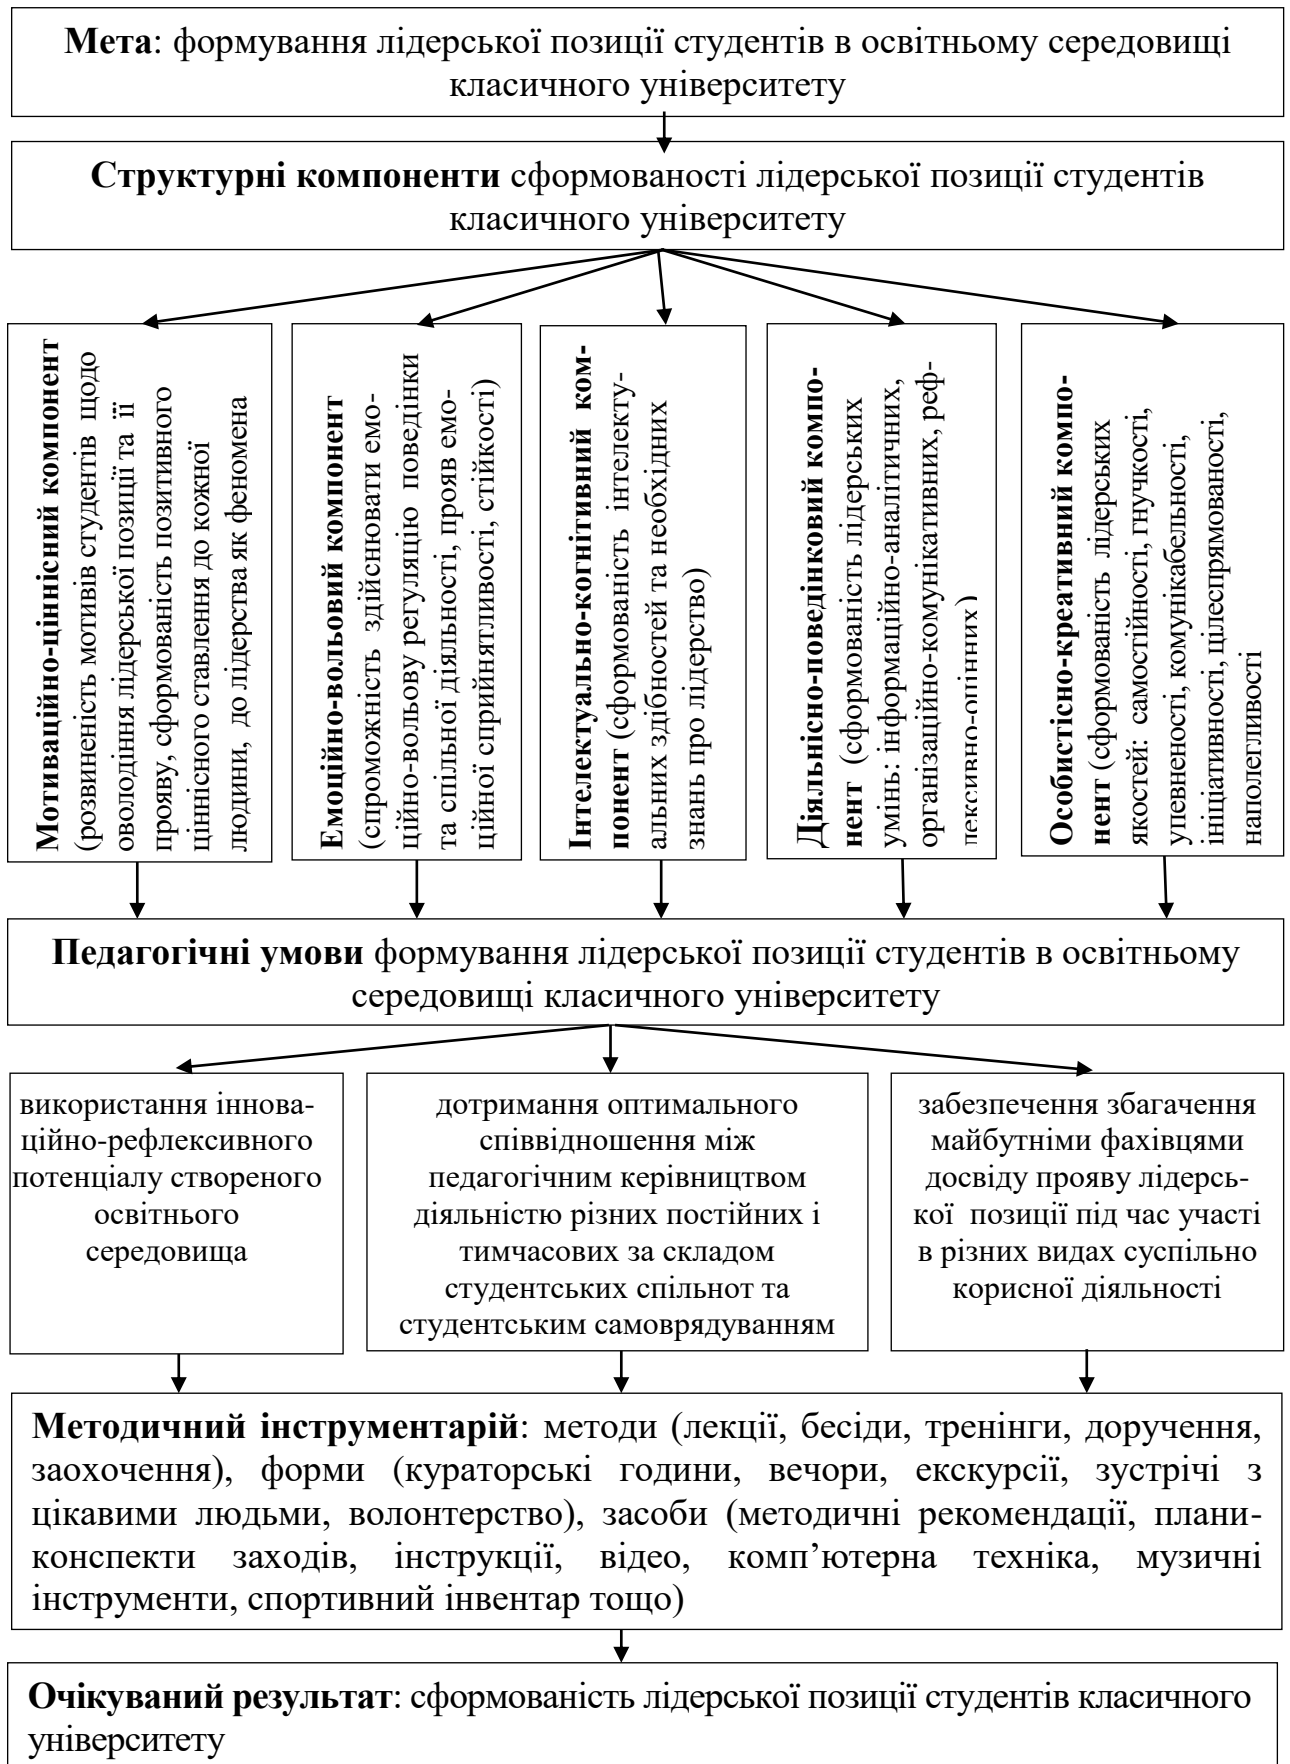 Мета: формування лідерської позиції студентів в освітньому середовищі
класичного університету
Структурні компоненти сформованості лідерської позиції студентів
класичного університету
Мотиваційно-ціннісний компонент
(розвиненість мотивів студентів щодо
оволодіння лідерської позиції та її
прояву, сформованість позитивного
ціннісного ставлення до кожної
людини, до лідерства як феномена
Емоційно-вольовий компонент
(спроможність здійснювати емо-
ційно-вольову регуляцію поведінки
та спільної діяльності, прояв емо-
ційної сприйнятливості, стійкості)
Інтелектуально-когнітивний ком-
понент (сформованість інтелекту-
альних здібностей та необхідних
знань про лідерство)
Діяльнісно-поведінковий компо-
нент (сформованість лідерських
умінь: інформаційно-аналітичних,
організаційно-комунікативних, реф-
лексивно-оцінних)
Особистісно-креативний компо-
нент (сформованість лідерських
якостей: самостійності, гнучкості,
упевненості, комунікабельності,
ініціативності, цілеспрямованості,
наполегливості
Педагогічні умови формування лідерської позиції студентів в освітньому
середовищі класичного університету
використання іннова-
ційно-рефлексивного
потенціалу створеного
освітнього
середовища
дотримання оптимального
співвідношення між
педагогічним керівництвом
діяльністю різних постійних і
тимчасових за складом
студентських спільнот та
студентським самоврядуванням
забезпечення збагачення
майбутніми фахівцями
досвіду прояву лідерсь-
кої позиції під час участі
в різних видах суспільно
корисної діяльності
Методичний інструментарій: методи (лекції, бесіди, тренінги, доручення,
заохочення), форми (кураторські години, вечори, екскурсії, зустрічі з
цікавими людьми, волонтерство), засоби (методичні рекомендації, плани-
конспекти заходів, інструкції, відео, комп’ютерна техніка, музичні
інструменти, спортивний інвентар тощо)
Очікуваний результат: сформованість лідерської позиції студентів класичного
університету